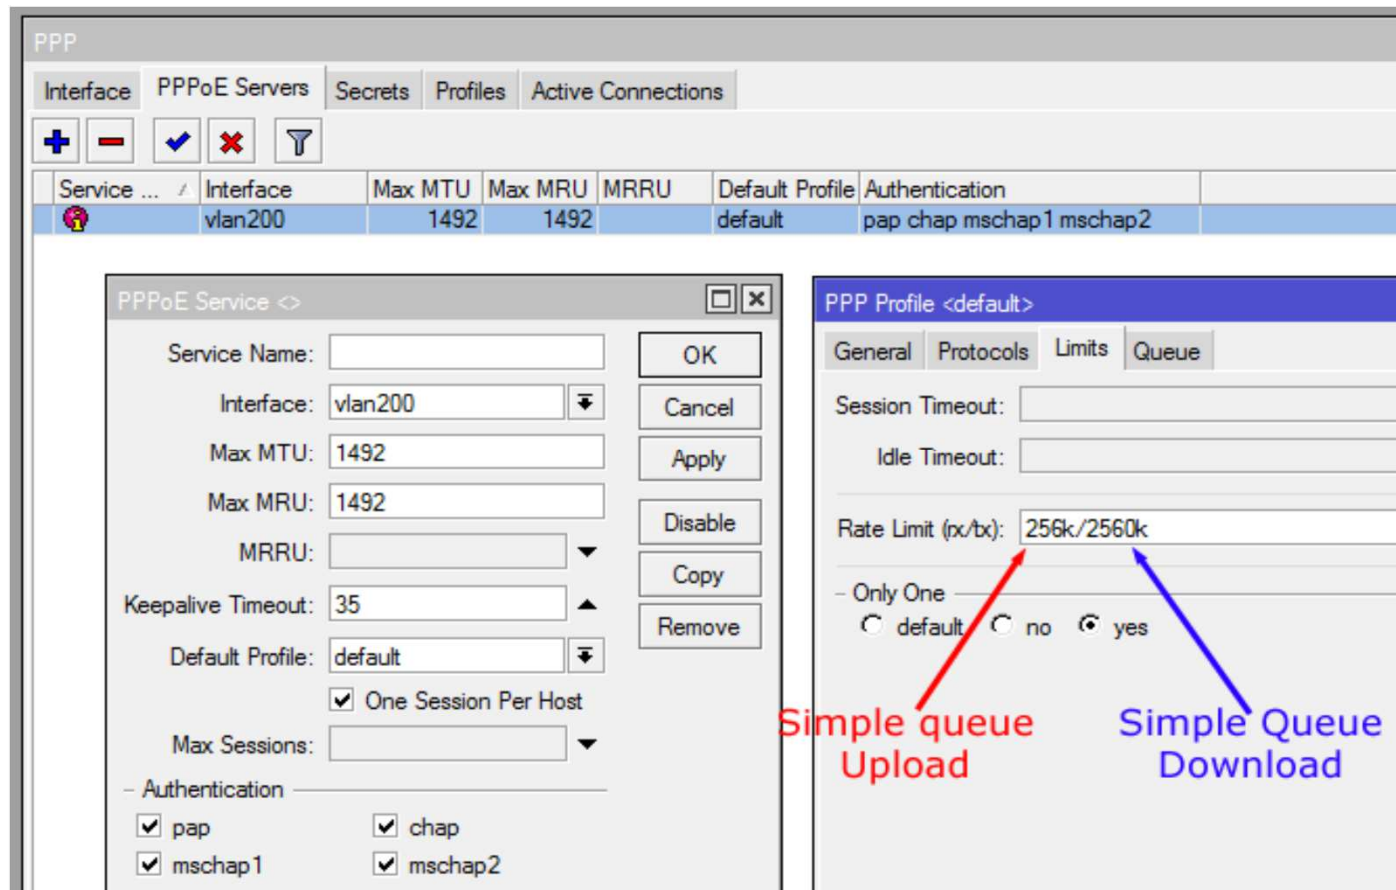 PPP
Interface PPPoE Servers Secrets Profiles Active Connections
Service ... Interface Max MTU Max MRU MRRU Default Profile Authentication
vlan200 1492 1492 default pap chap mschap1 mschap2
PPPoE Service <>
Service Name:
Interface: vlan200
Max MTU: 1492
Max MRU: 1492
MRRU:
Keepalive Timeout: 35
Default Profile: default
One Session Per Host
Max Sessions:
Authentication
pap chap
mschap1 mschap2
OK
Cancel
Apply
Disable
Copy
Remove
PPP Profile <default>
General Protocols Limits Queue
Session Timeout:
Idle Timeout:
Rate Limit (rx/tx): 256k/2560k
Only One
default no yes
Simple queue
Upload
Simple Queue
Download